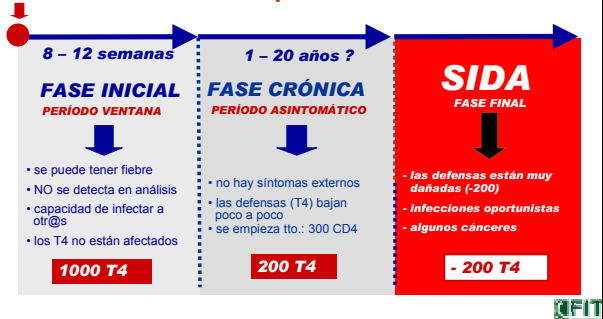 8 – 12 semanas
FASE INICIAL
PERÍODO VENTANA
• se puede tener fiebre
• NO se detecta en análisis
• capacidad de infectar a
otr@s
• los T4 no están afectados
1000 T4
1 – 20 años ?
FASE CRÓNICA
PERÍODO ASINTOMÁTICO
• no hay síntomas externos
• las defensas (T4) bajan
poco a poco
• se empieza tto.: 300 CD4
200 T4
SIDA
FASE FINAL
- las defensas están muy
dañadas (-200)
- infecciones oportunistas
- algunos cánceres
- 200 T4
FIT